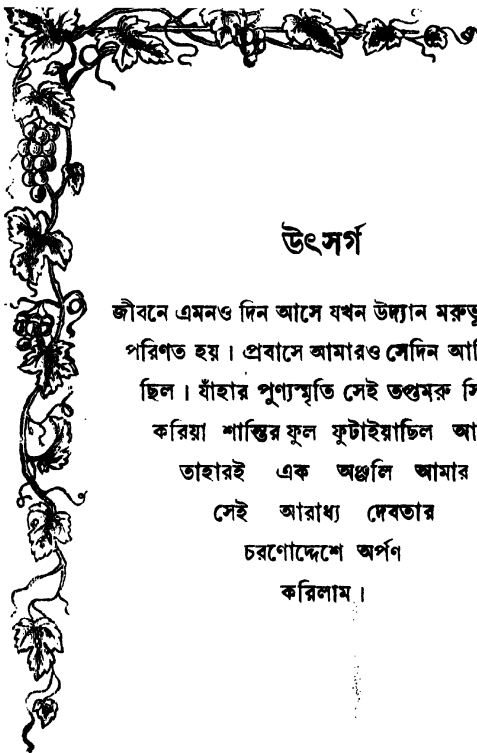 উৎসর্গ
জীবনে এমনও দিন আসে যখন উদ্যান
পরিণত হয়। প্রবাসে আমারও সেদিন
ছিল। যাঁহার পুণ্যস্মৃতি সেই তপ্তমরু
করিয়া শান্তির ফুল ফুটাইয়াছিল
তাহারই এক অঞ্জলি আমার
সেই আরাধ্য দেবতার
চরণোদ্দেশে অর্পণ
করিলাম।